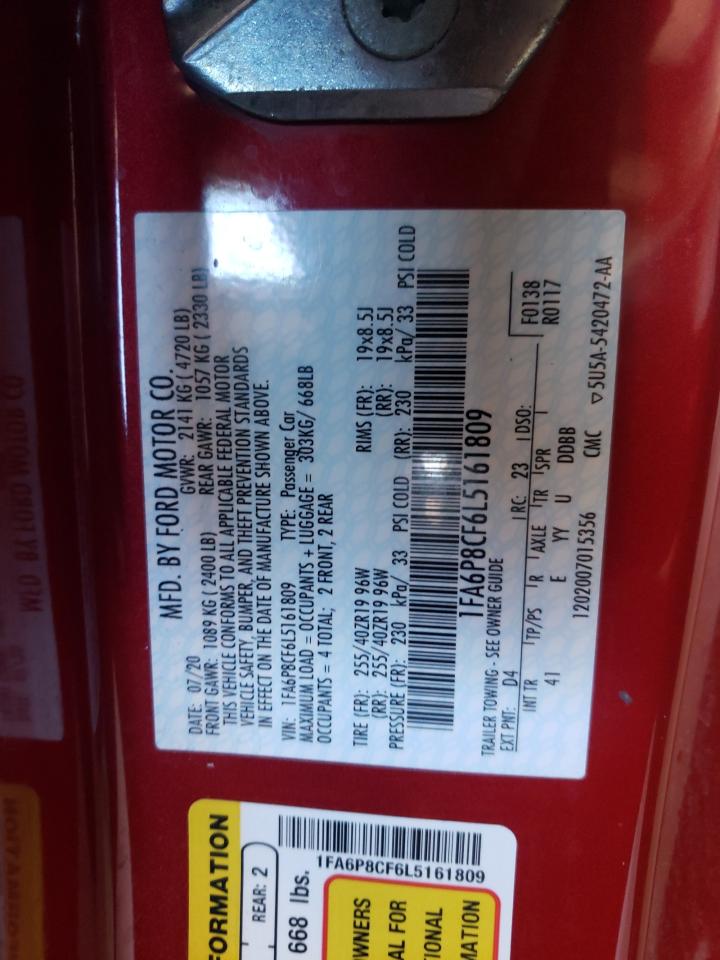 MFD. BY FORD MOTOR CO.
DATE: 07/20 GVWR: 2141 KG ( 4720 LB)
FRONT GAWR: 1089 KG (2400 LB) REAR GAWR: 1057 KG ( 2330 LB)
THIS VEHICLE CONFORMS TO ALL APPLICABLE FEDERAL MOTOR
VEHICLE SAFETY, BUMPER, AND THEFT PREVENTION STANDARDS
IN EFFECT ON THE DATE OF MANUFACTURE SHOWN ABOVE.
VIN: 1FA6P8CF6L5161809 TYPE: Passenger Car
MAXIMUM LOAD = OCCUPANTS + LUGGAGE = 303KG/ 668LB
OCCUPANTS = 4 TOTAL; 2 FRONT, 2 REAR
TIRE (FR): 255/40ZR19 96W RIMS (FR): 19x8.5J
(RR): 255/40ZR19 96W (RR): 19x8.5J
PRESSURE (FR): 230 kPa/ 33 PSI COLD (RR): 230 kPa/ 33 PSI COLD
1FA6P8CF6L5161809
TRAILER TOWING - SEE OWNER GUIDE
EXT PNT: D4 RC: 23 DSO: F0138
R0117
INT TR TP/PS R AXLE TR SPR
41 E YY U DDBB
1202007015356 CMC ▽5U5A-5420472-AA
FORMATION
REAR: 2
668 lbs.
1FA6P8CF6L5161809
OWNERS
AL FOR
IONAL
MATION